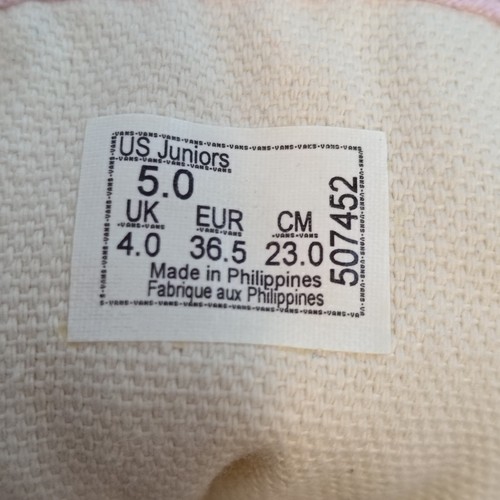 US Juniors
5.0
UK EUR CM
4.0 36.5 23.0
Made in Philippines
Fabrique aux Philippines
507452